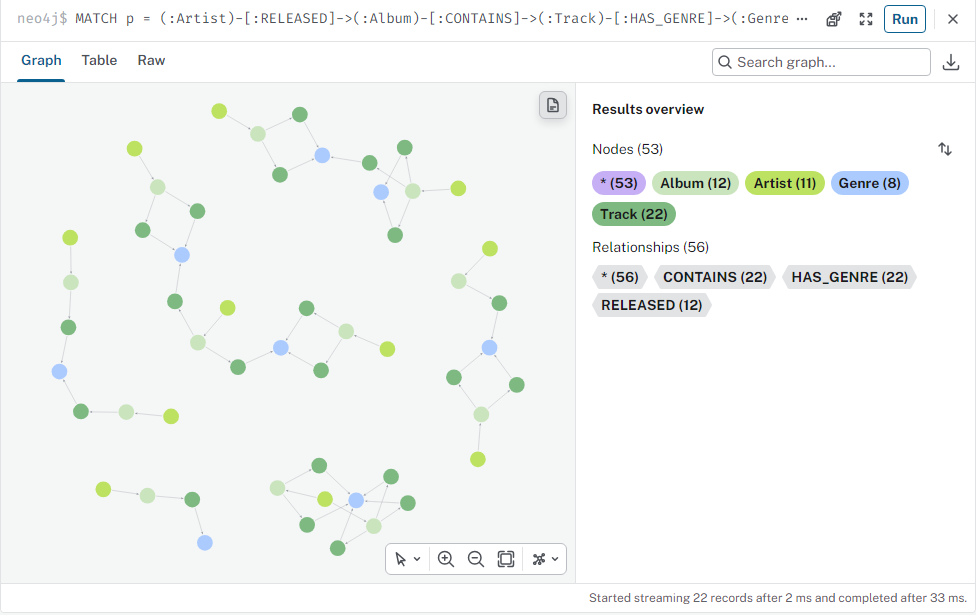 neo4j$ MATCH p = (:Artist)-[:RELEASED]->(:Album)-[:CONTAINS]->(:Track)-[:HAS_GENRE]->(:Genre ··· Run
Graph Table Raw
Search graph...
Results overview
Nodes (53)
* (53) Album (12) Artist (11) Genre (8)
Track (22)
Relationships (56)
* (56) CONTAINS (22) HAS_GENRE (22)
RELEASED (12)
Started streaming 22 records after 2 ms and completed after 33 ms.